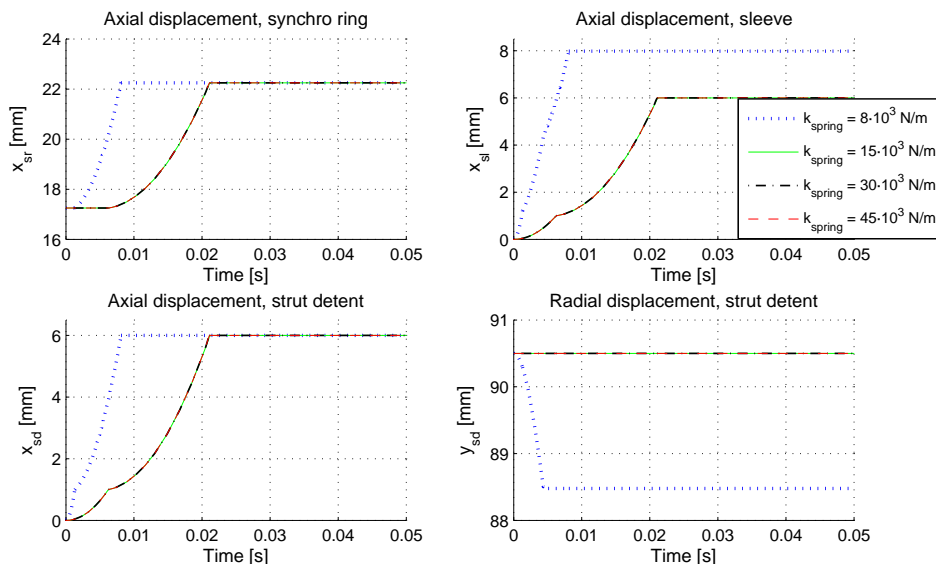 Axial displacement, synchro ring
24
22
20
18
16
x_sr [mm]
0 0.01 0.02 0.03 0.04 0.05
Time [s]
Axial displacement, sleeve
8
6
4
2
0
x_sl [mm]
0 0.01 0.02 0.03 0.04 0.05
Time [s]
k_spring = 8·10^3 N/m
k_spring = 15·10^3 N/m
k_spring = 30·10^3 N/m
k_spring = 45·10^3 N/m
Axial displacement, strut detent
6
4
2
0
x_sd [mm]
0 0.01 0.02 0.03 0.04 0.05
Time [s]
Radial displacement, strut detent
91
90
89
88
y_sd [mm]
0 0.01 0.02 0.03 0.04 0.05
Time [s]